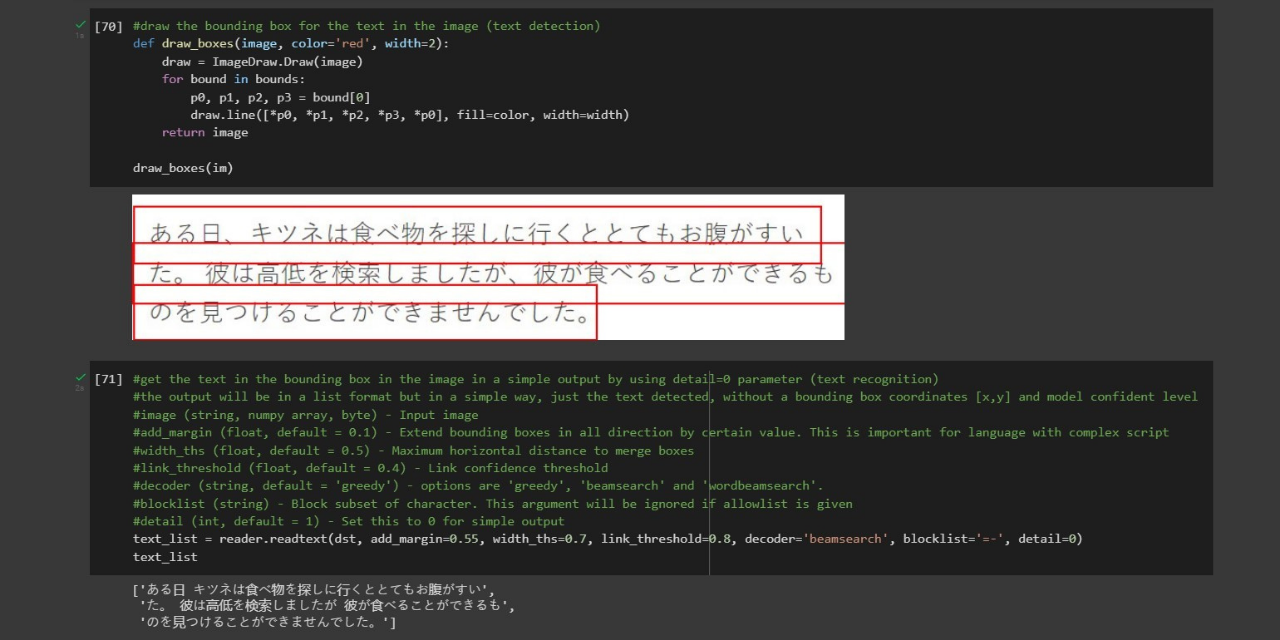 [70] #draw the bounding box for the text in the image (text detection)
def draw_boxes(image, color='red', width=2):
    draw = ImageDraw.Draw(image)
    for bound in bounds:
        p0, p1, p2, p3 = bound[0]
        draw.line([*p0, *p1, *p2, *p3, *p0], fill=color, width=width)
    return image
draw_boxes(im)
1s
ある日、キツネは食べ物を探しに行くととてもお腹がすい
た。 彼は高低を検索しましたが、彼が食べることができるも
のを見つけることができませんでした。
[71] #get the text in the bounding box in the image in a simple output by using detail=0 parameter (text recognition)
2s
#the output will be in a list format but in a simple way, just the text detected, without a bounding box coordinates [x,y] and model confident level
#image (string, numpy array, byte) - Input image
#add_margin (float, default = 0.1) - Extend bounding boxes in all direction by certain value. This is important for language with complex script
#width_ths (float, default = 0.5) - Maximum horizontal distance to merge boxes
#link_threshold (float, default = 0.4) - Link confidence threshold
#decoder (string, default = 'greedy') - options are 'greedy', 'beamsearch' and 'wordbeamsearch'.
#blocklist (string) - Block subset of character. This argument will be ignored if allowlist is given
#detail (int, default = 1) - Set this to 0 for simple output
text_list = reader.readtext(dst, add_margin=0.55, width_ths=0.7, link_threshold=0.8, decoder='beamsearch', blocklist='=-', detail=0)
text_list
['ある日 キツネは食べ物を探しに行くととてもお腹がすい',
 'た。 彼は高低を検索しましたが 彼が食べることができるも',
 'のを見つけることができませんでした。']